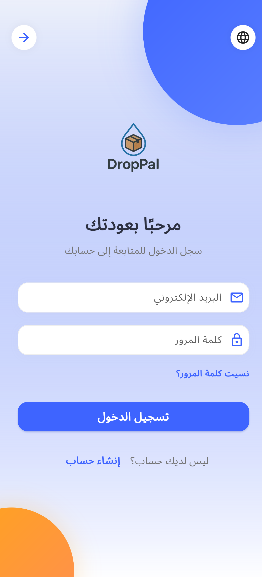 DropPal
مرحبًا بعودتك
سجل الدخول للمتابعة إلى حسابك
البريد الإلكتروني
كلمة المرور
نسيت كلمة المرور؟
تسجيل الدخول
ليس لديك حساب؟ إنشاء حساب